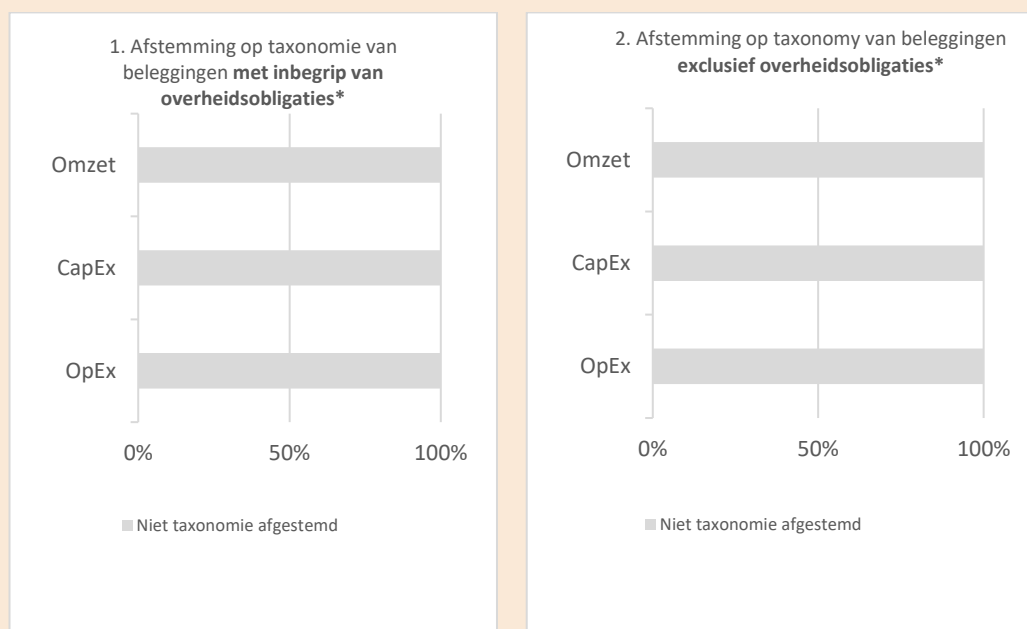 1. Afstemming op taxonomie van
beleggingen met inbegrip van
overheidsobligaties*
Omzet
CapEx
OpEx
0% 50% 100%
Niet taxonomie afgestemd
2. Afstemming op taxonomy van beleggingen
exclusief overheidsobligaties*
Omzet
CapEx
OpEx
0% 50% 100%
Niet taxonomie afgestemd